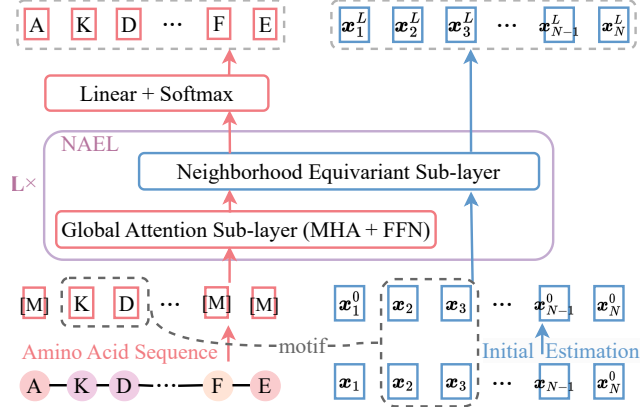 A K D ... F E
x_1^L x_2^L x_3^L ... x_{N-1}^L x_N^L
Linear + Softmax
NAEL
L×
Neighborhood Equivariant Sub-layer
Global Attention Sub-layer (MHA + FFN)
[M] K D ... [M] [M]
x_1^0 x_2 x_3 ... x_{N-1}^0 x_N^0
Amino Acid Sequence
motif
Initial Estimation
A K D ... F E
x_1 x_2 x_3 ... x_{N-1} x_N^0